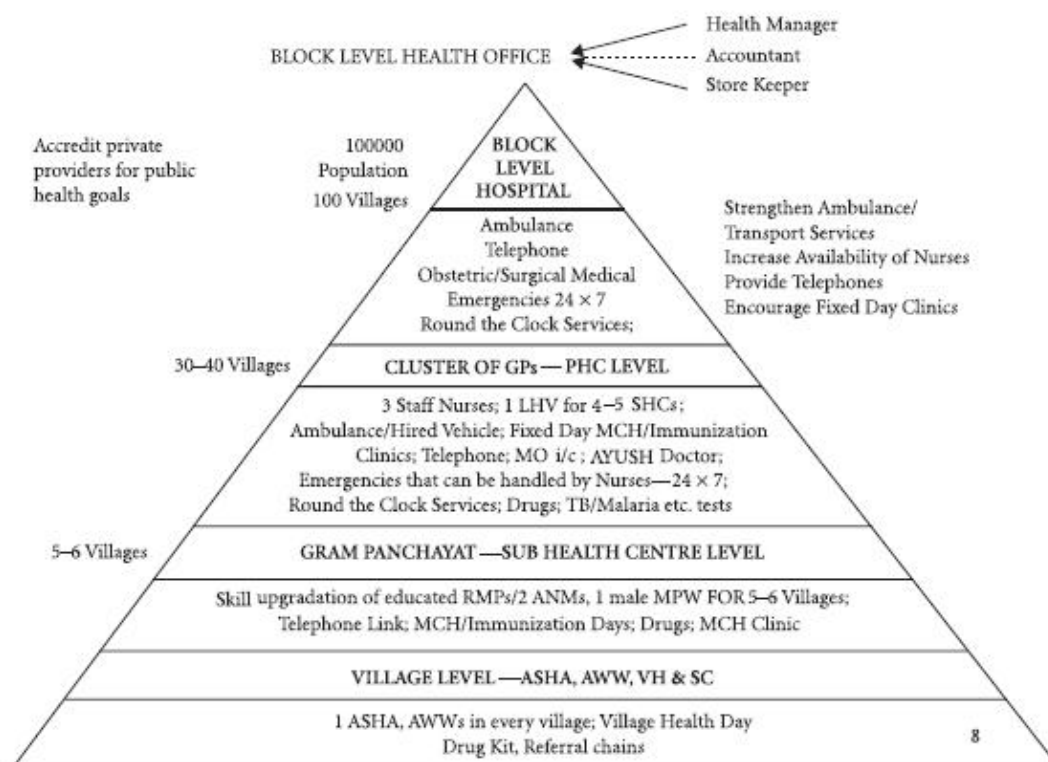 Health Manager
BLOCK LEVEL HEALTH OFFICE
Accountant
Store Keeper
Accredit private
providers for public
health goals
100000
Population
100 Villages
BLOCK
LEVEL
HOSPITAL
Ambulance
Telephone
Obstetric/Surgical Medical
Emergencies 24 × 7
Round the Clock Services;
Strengthen Ambulance/
Transport Services
Increase Availability of Nurses
Provide Telephones
Encourage Fixed Day Clinics
30–40 Villages
CLUSTER OF GPs — PHC LEVEL
3 Staff Nurses; 1 LHV for 4–5 SHCs;
Ambulance/Hired Vehicle; Fixed Day MCH/Immunization
Clinics; Telephone; MO i/c; AYUSH Doctor;
Emergencies that can be handled by Nurses—24 × 7;
Round the Clock Services; Drugs; TB/Malaria etc. tests
5–6 Villages
GRAM PANCHAYAT—SUB HEALTH CENTRE LEVEL
Skill upgradation of educated RMPs/2 ANMs, 1 male MPW FOR 5–6 Villages;
Telephone Link; MCH/Immunization Days; Drugs; MCH Clinic
VILLAGE LEVEL—ASHA, AWW, VH & SC
1 ASHA, AWWs in every village; Village Health Day
Drug Kit, Referral chains
8